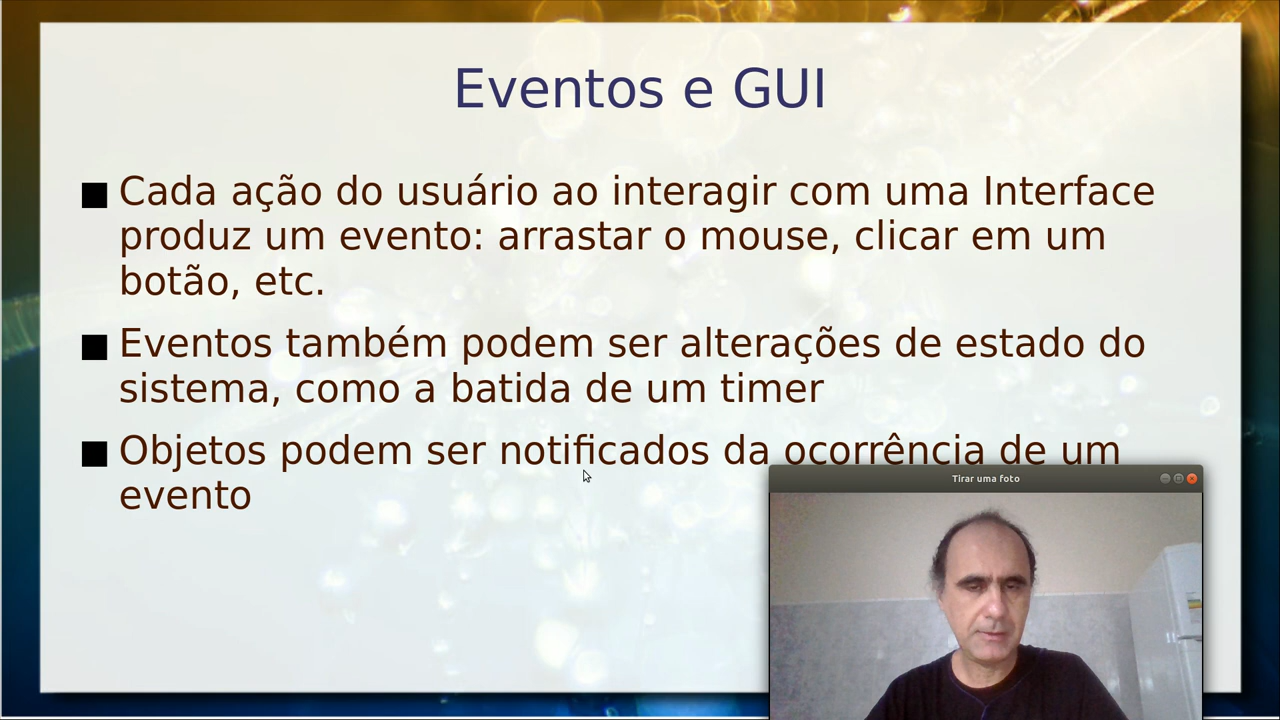 Eventos e GUI
Cada ação do usuário ao interagir com uma Interface
produz um evento: arrastar o mouse, clicar em um
botão, etc.
Eventos também podem ser alterações de estado do
sistema, como a batida de um timer
Objetos podem ser notificados da ocorrência de um
evento
Tirar uma foto